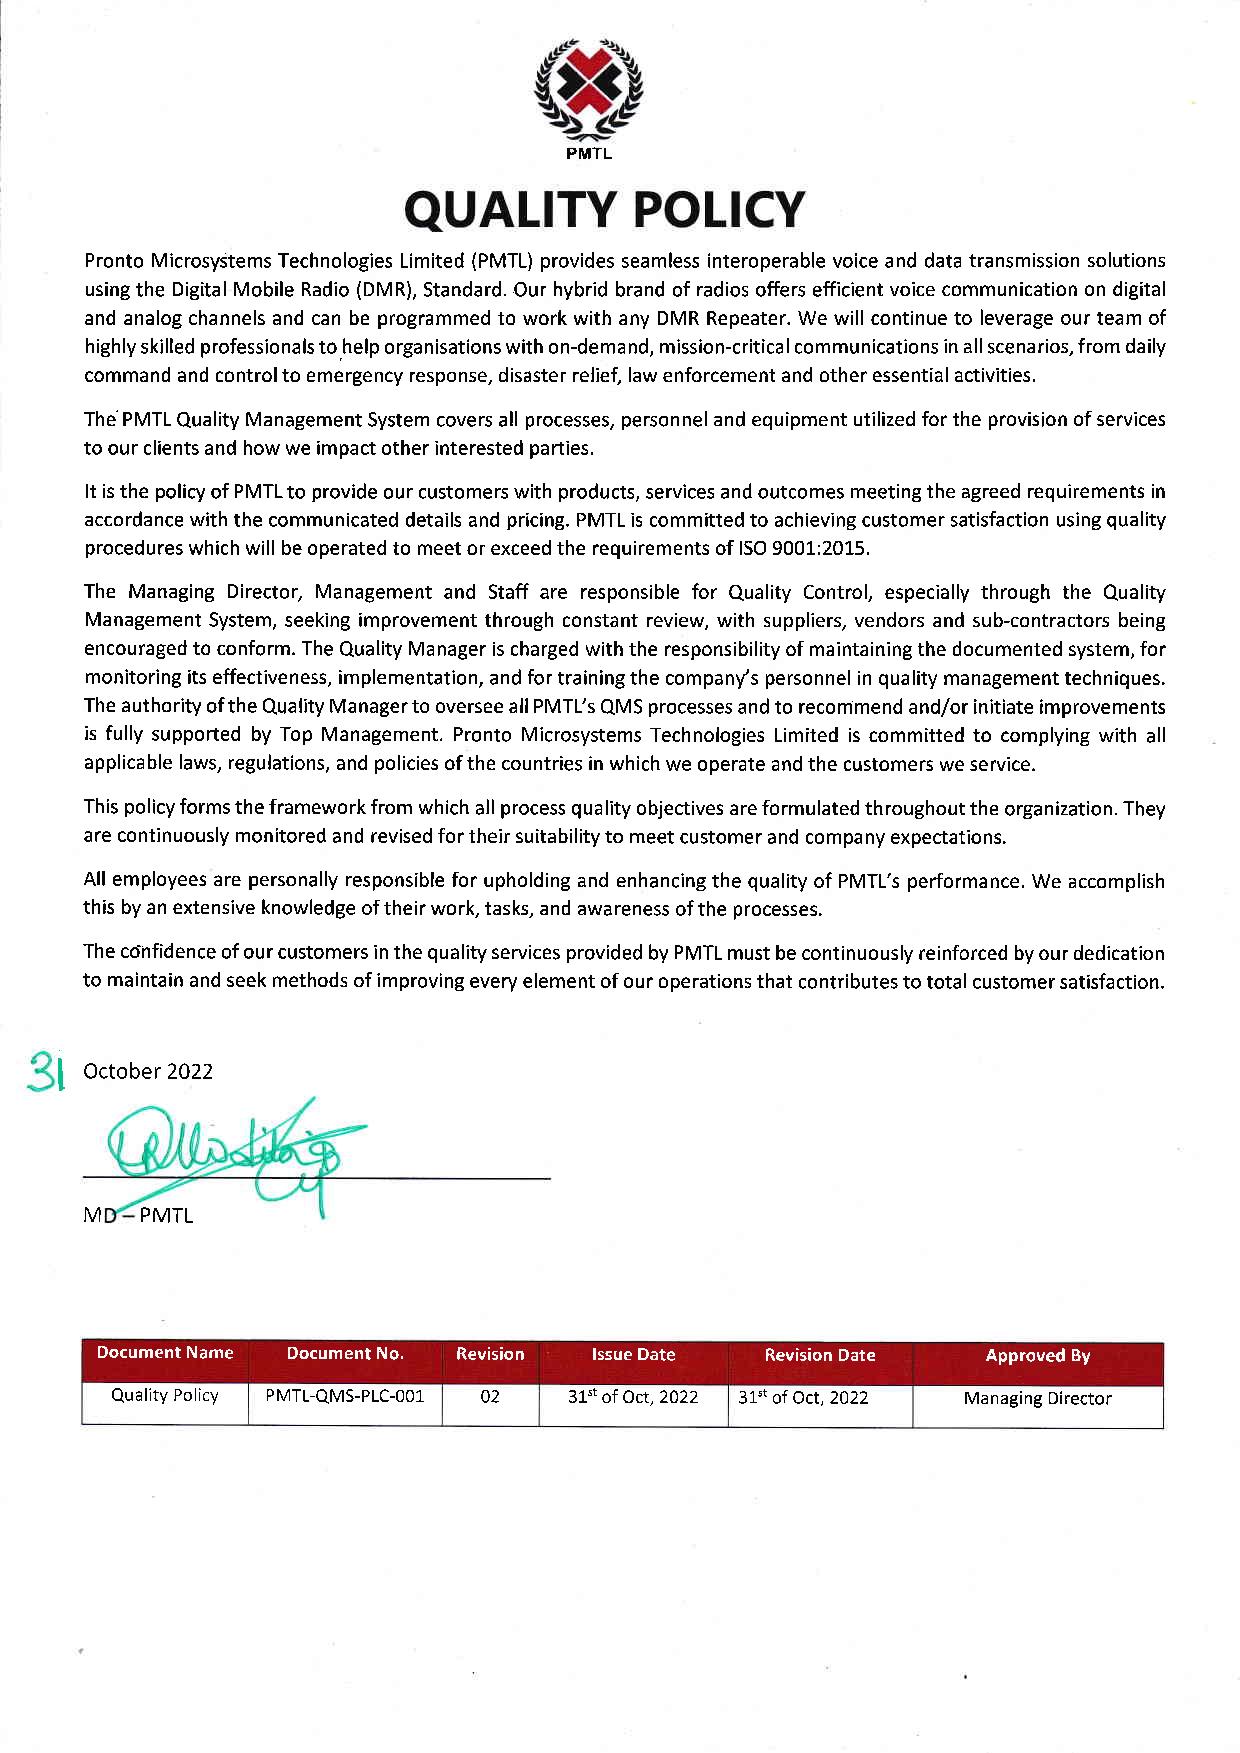 PMTL
QUALITY POLICY
Pronto Microsystems Technologies Limited (PMTL) provides seamless interoperable voice and data transmission solutions
using the Digital Mobile Radio (DMR), Standard. Our hybrid brand of radios offers efficient voice communication on digital
and analog channels and can be programmed to work with any DMR Repeater. We will continue to leverage our team of
highly skilled professionals to help organisations with on-demand, mission-critical communications in all scenarios, from daily
command and control to emergency response, disaster relief, law enforcement and other essential activities.
The PMTL Quality Management System covers all processes, personnel and equipment utilized for the provision of services
to our clients and how we impact other interested parties.
It is the policy of PMTL to provide our customers with products, services and outcomes meeting the agreed requirements in
accordance with the communicated details and pricing. PMTL is committed to achieving customer satisfaction using quality
procedures which will be operated to meet or exceed the requirements of ISO 9001:2015.
The Managing Director, Management and Staff are responsible for Quality Control, especially through the Quality
Management System, seeking improvement through constant review, with suppliers, vendors and sub-contractors being
encouraged to conform. The Quality Manager is charged with the responsibility of maintaining the documented system, for
monitoring its effectiveness, implementation, and for training the company's personnel in quality management techniques.
The authority of the Quality Manager to oversee all PMTL's QMS processes and to recommend and/or initiate improvements
is fully supported by Top Management. Pronto Microsystems Technologies Limited is committed to complying with all
applicable laws, regulations, and policies of the countries in which we operate and the customers we service.
This policy forms the framework from which all process quality objectives are formulated throughout the organization. They
are continuously monitored and revised for their suitability to meet customer and company expectations.
All employees are personally responsible for upholding and enhancing the quality of PMTL's performance. We accomplish
this by an extensive knowledge of their work, tasks, and awareness of the processes.
The confidence of our customers in the quality services provided by PMTL must be continuously reinforced by our dedication
to maintain and seek methods of improving every element of our operations that contributes to total customer satisfaction.
31 October 2022
MD – PMTL
Document Name Document No. Revision Issue Date Revision Date Approved By
Quality Policy PMTL-QMS-PLC-001 02 31st of Oct, 2022 31st of Oct, 2022 Managing Director